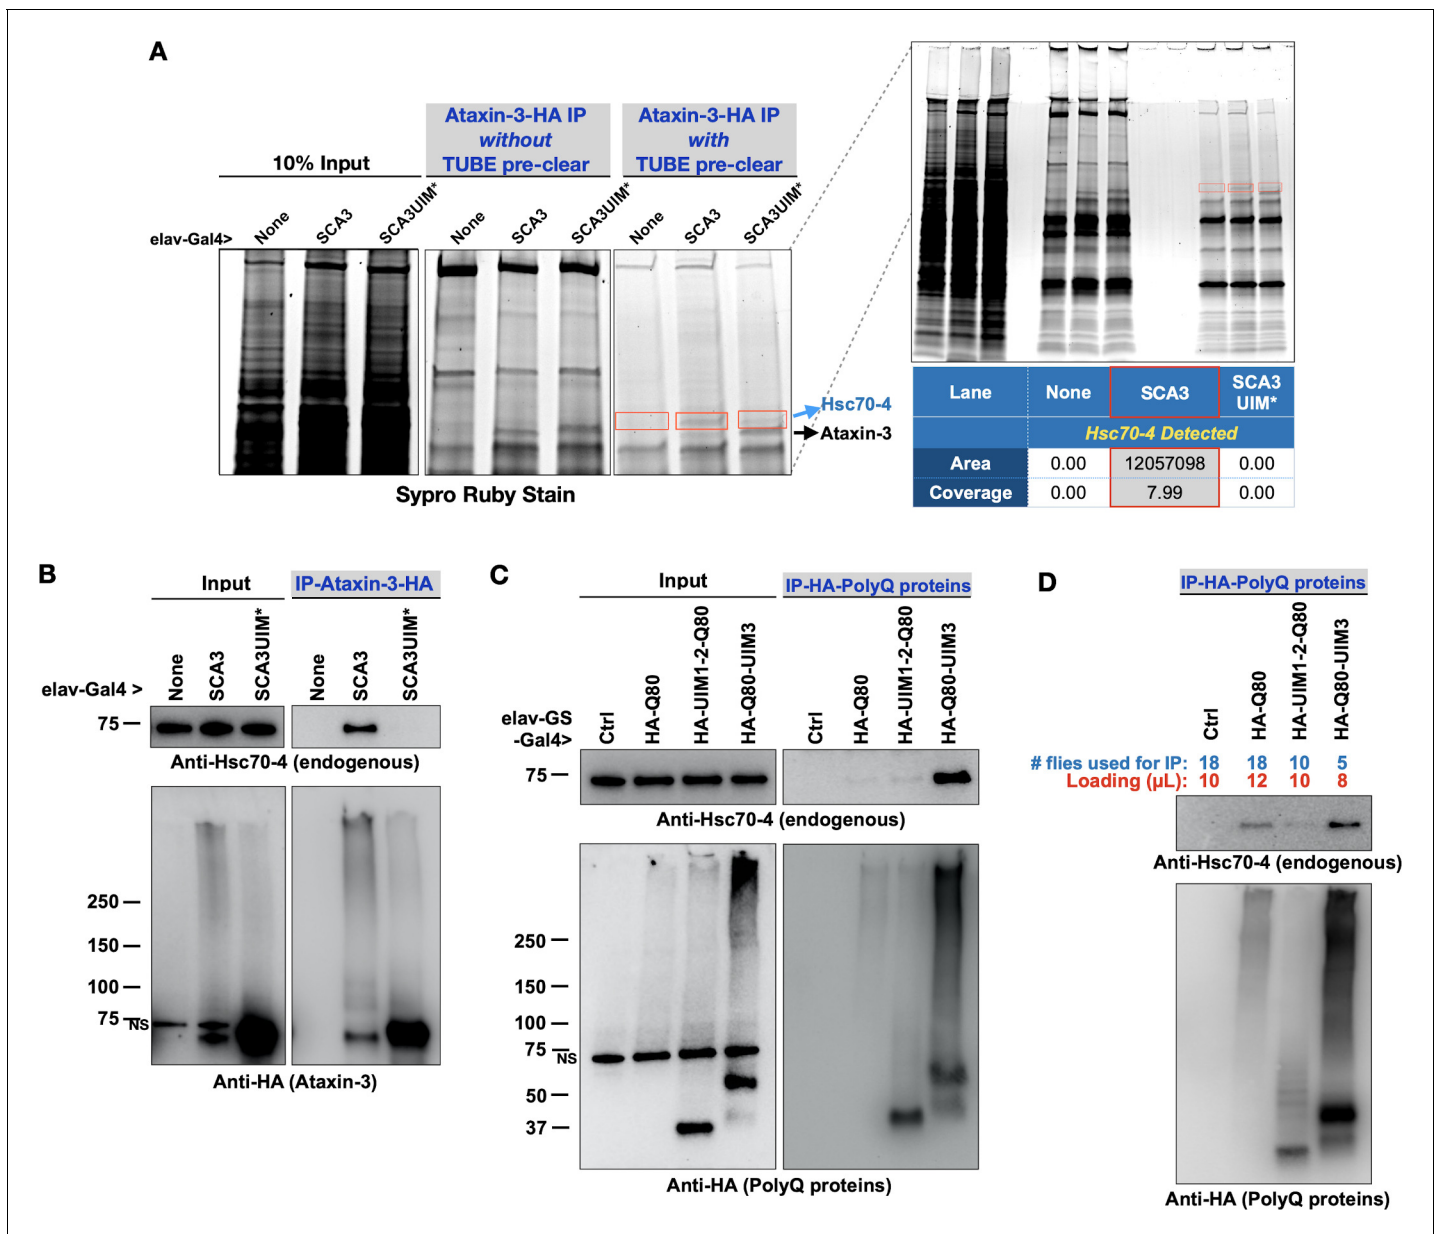 A
10% Input
Ataxin-3-HA IP
without
TUBE pre-clear
Ataxin-3-HA IP
with
TUBE pre-clear
elav-Gal4>
None
SCA3
SCA3UIM*
None
SCA3
SCA3UIM*
None
SCA3
SCA3UIM*
Hsc70-4
Ataxin-3
Sypro Ruby Stain
Lane None SCA3 SCA3 UIM*
Hsc70-4 Detected
Area 0.00 12057098 0.00
Coverage 0.00 7.99 0.00
B
Input
IP-Ataxin-3-HA
elav-Gal4 >
None
SCA3
SCA3UIM*
None
SCA3
SCA3UIM*
75
Anti-Hsc70-4 (endogenous)
250
150
100
75
NS
Anti-HA (Ataxin-3)
C
Input
IP-HA-PolyQ proteins
elav-GS
-Gal4>
Ctrl
HA-Q80
HA-UIM1-2-Q80
HA-Q80-UIM3
Ctrl
HA-Q80
HA-UIM1-2-Q80
HA-Q80-UIM3
75
Anti-Hsc70-4 (endogenous)
250
150
100
75
NS
50
37
Anti-HA (PolyQ proteins)
D
IP-HA-PolyQ proteins
Ctrl
HA-Q80
HA-UIM1-2-Q80
HA-Q80-UIM3
# flies used for IP: 18 18 10 5
Loading (µL): 10 12 10 8
Anti-Hsc70-4 (endogenous)
Anti-HA (PolyQ proteins)